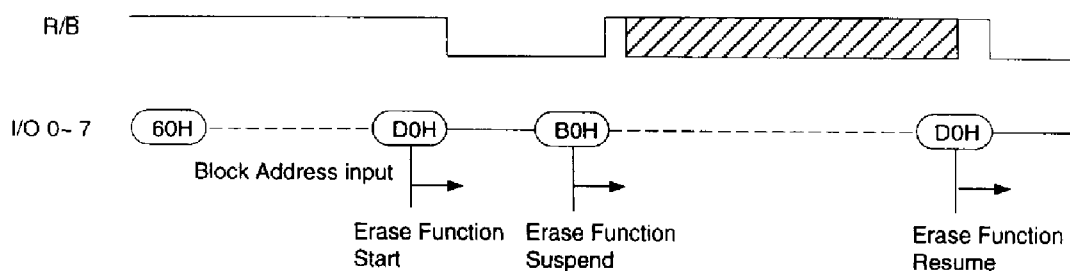 R/B̅
I/O 0~ 7
60H
D0H
B0H
D0H
Block Address input
Erase Function
Start
Erase Function
Suspend
Erase Function
Resume